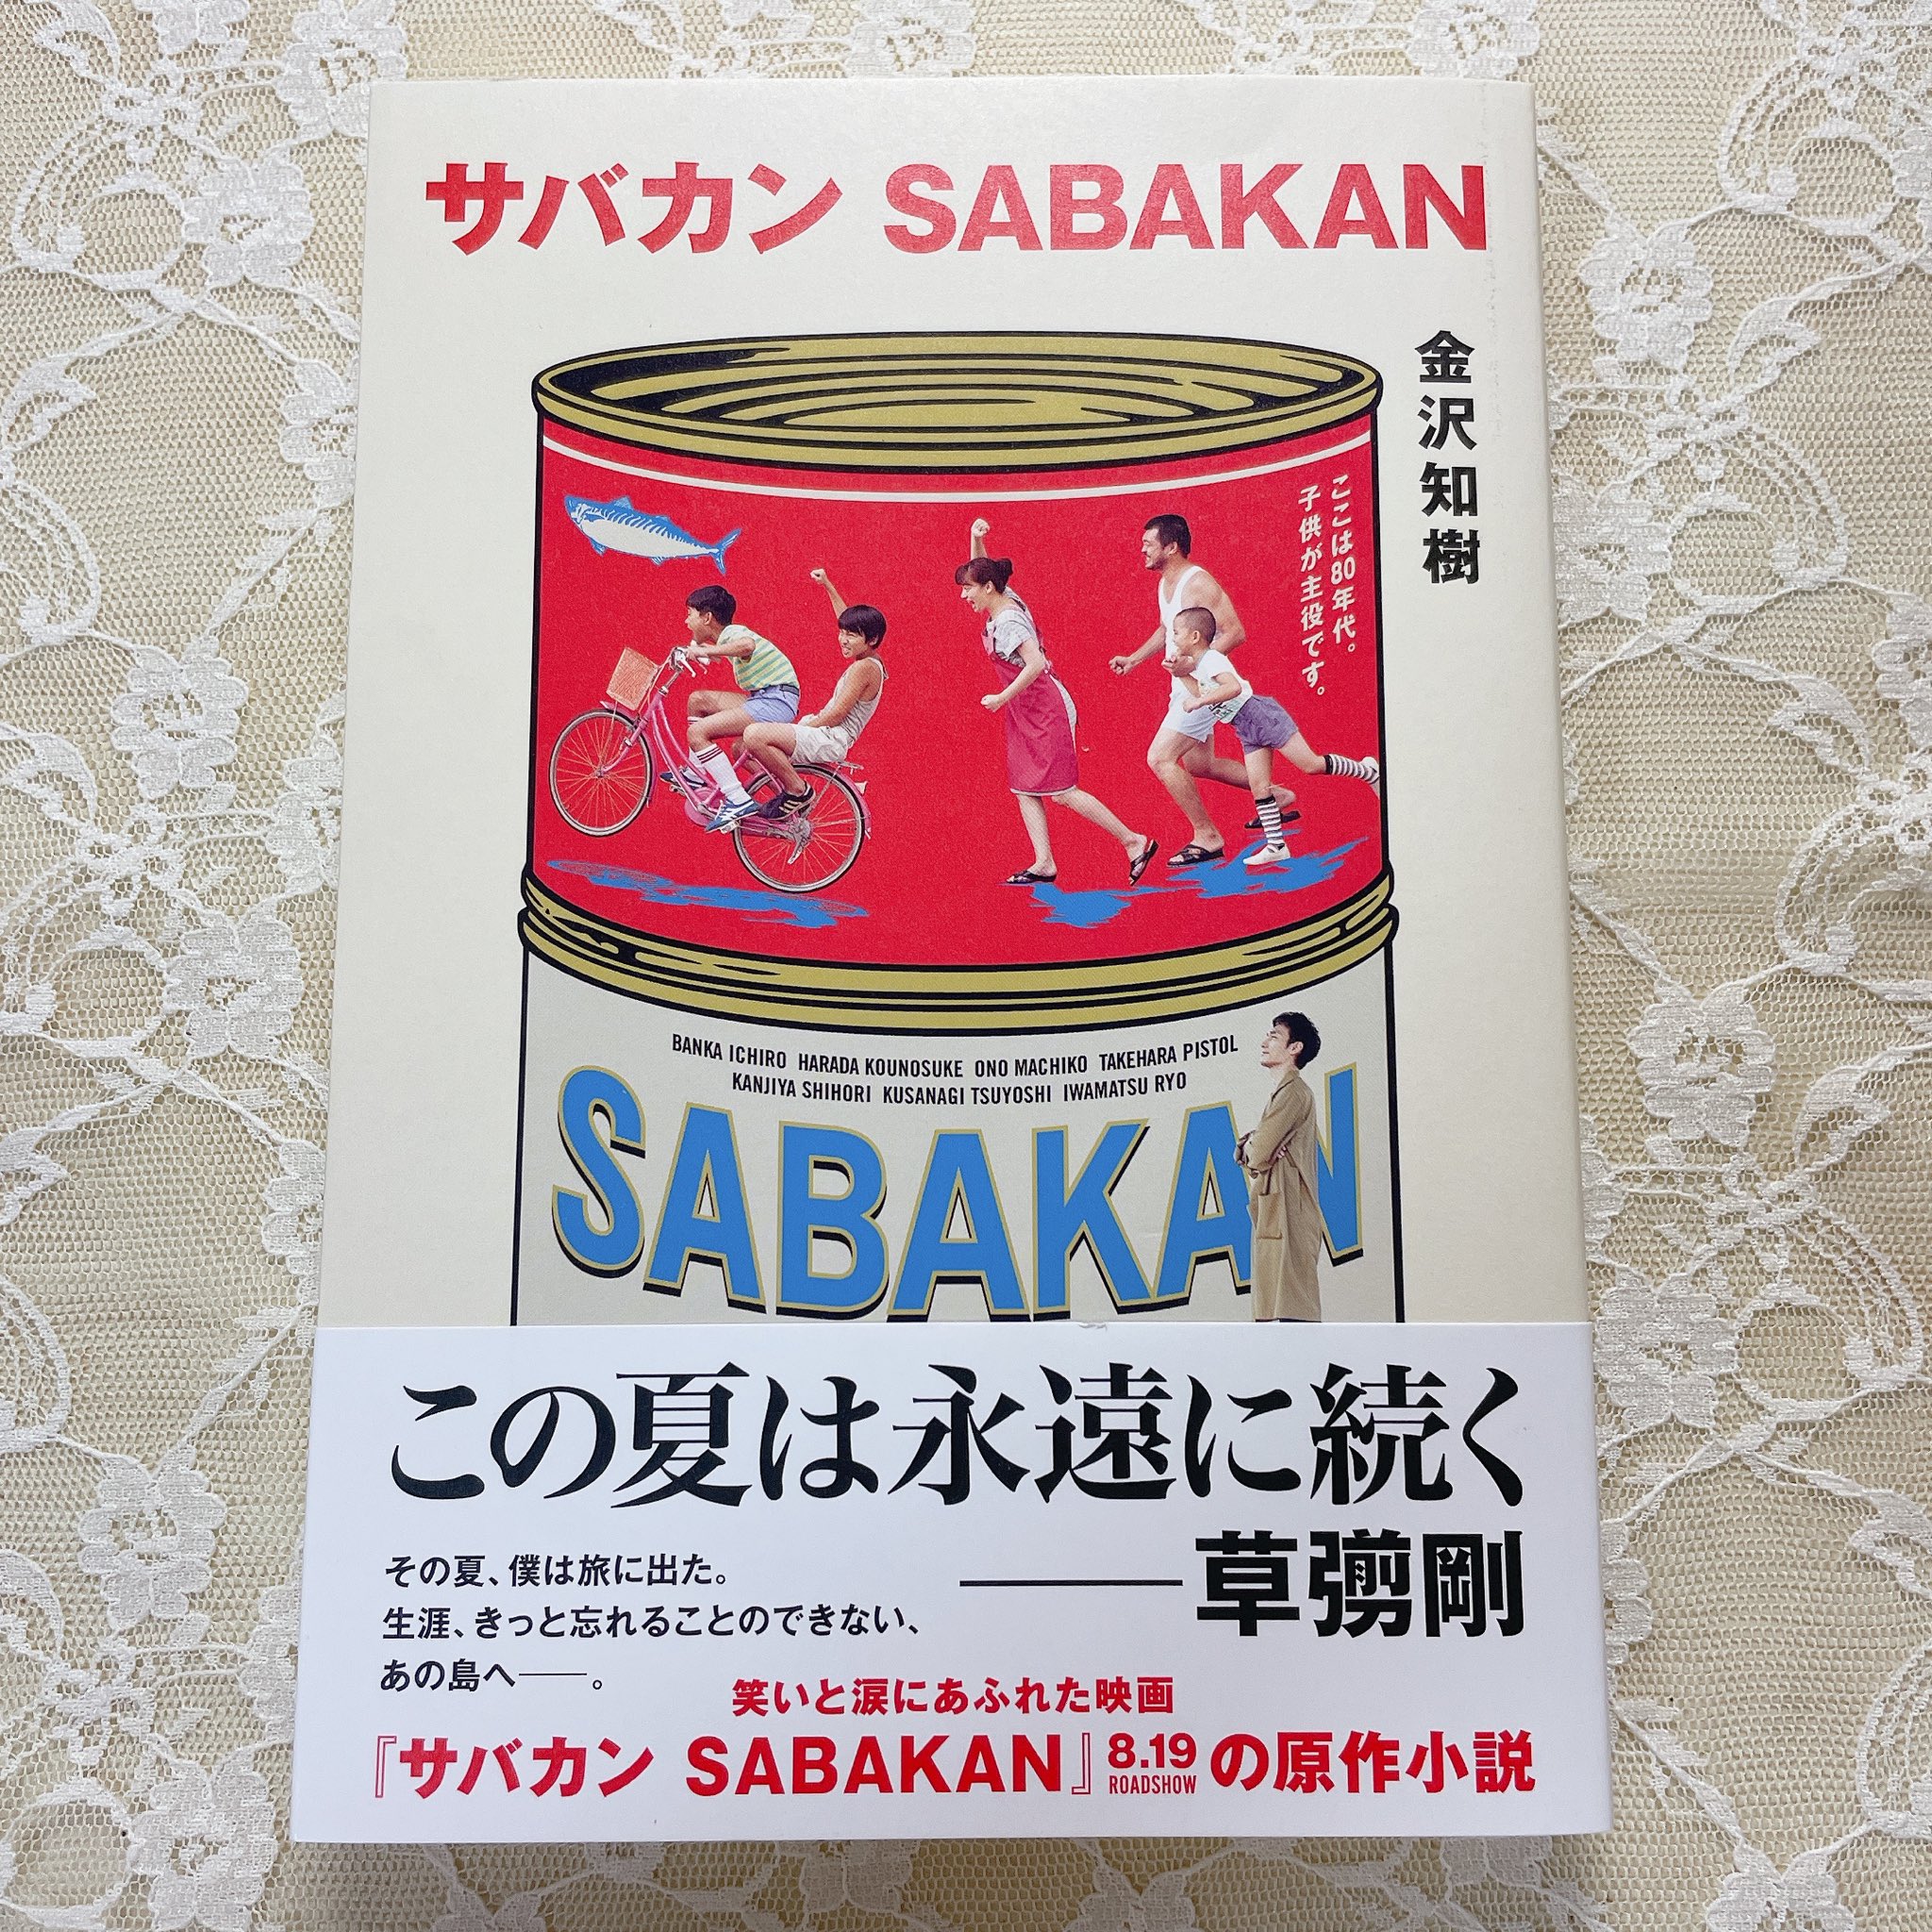 サバカン SABAKAN
金沢知樹
ここは80年代。
子供が主役です。
BANKA ICHIRO HARADA KOUNOSUKE ONO MACHIKO TAKEHARA PISTOL
KANJIYA SHIHORI KUSANAGI TSUYOSHI IWAMATSU RYO
SABAKAN
この夏は永遠に続く
——草彅剛
その夏、僕は旅に出た。
生涯、きっと忘れることのできない、
あの島へ——。
笑いと涙にあふれた映画
『サバカン SABAKAN』8.19 ROADSHOW の原作小説